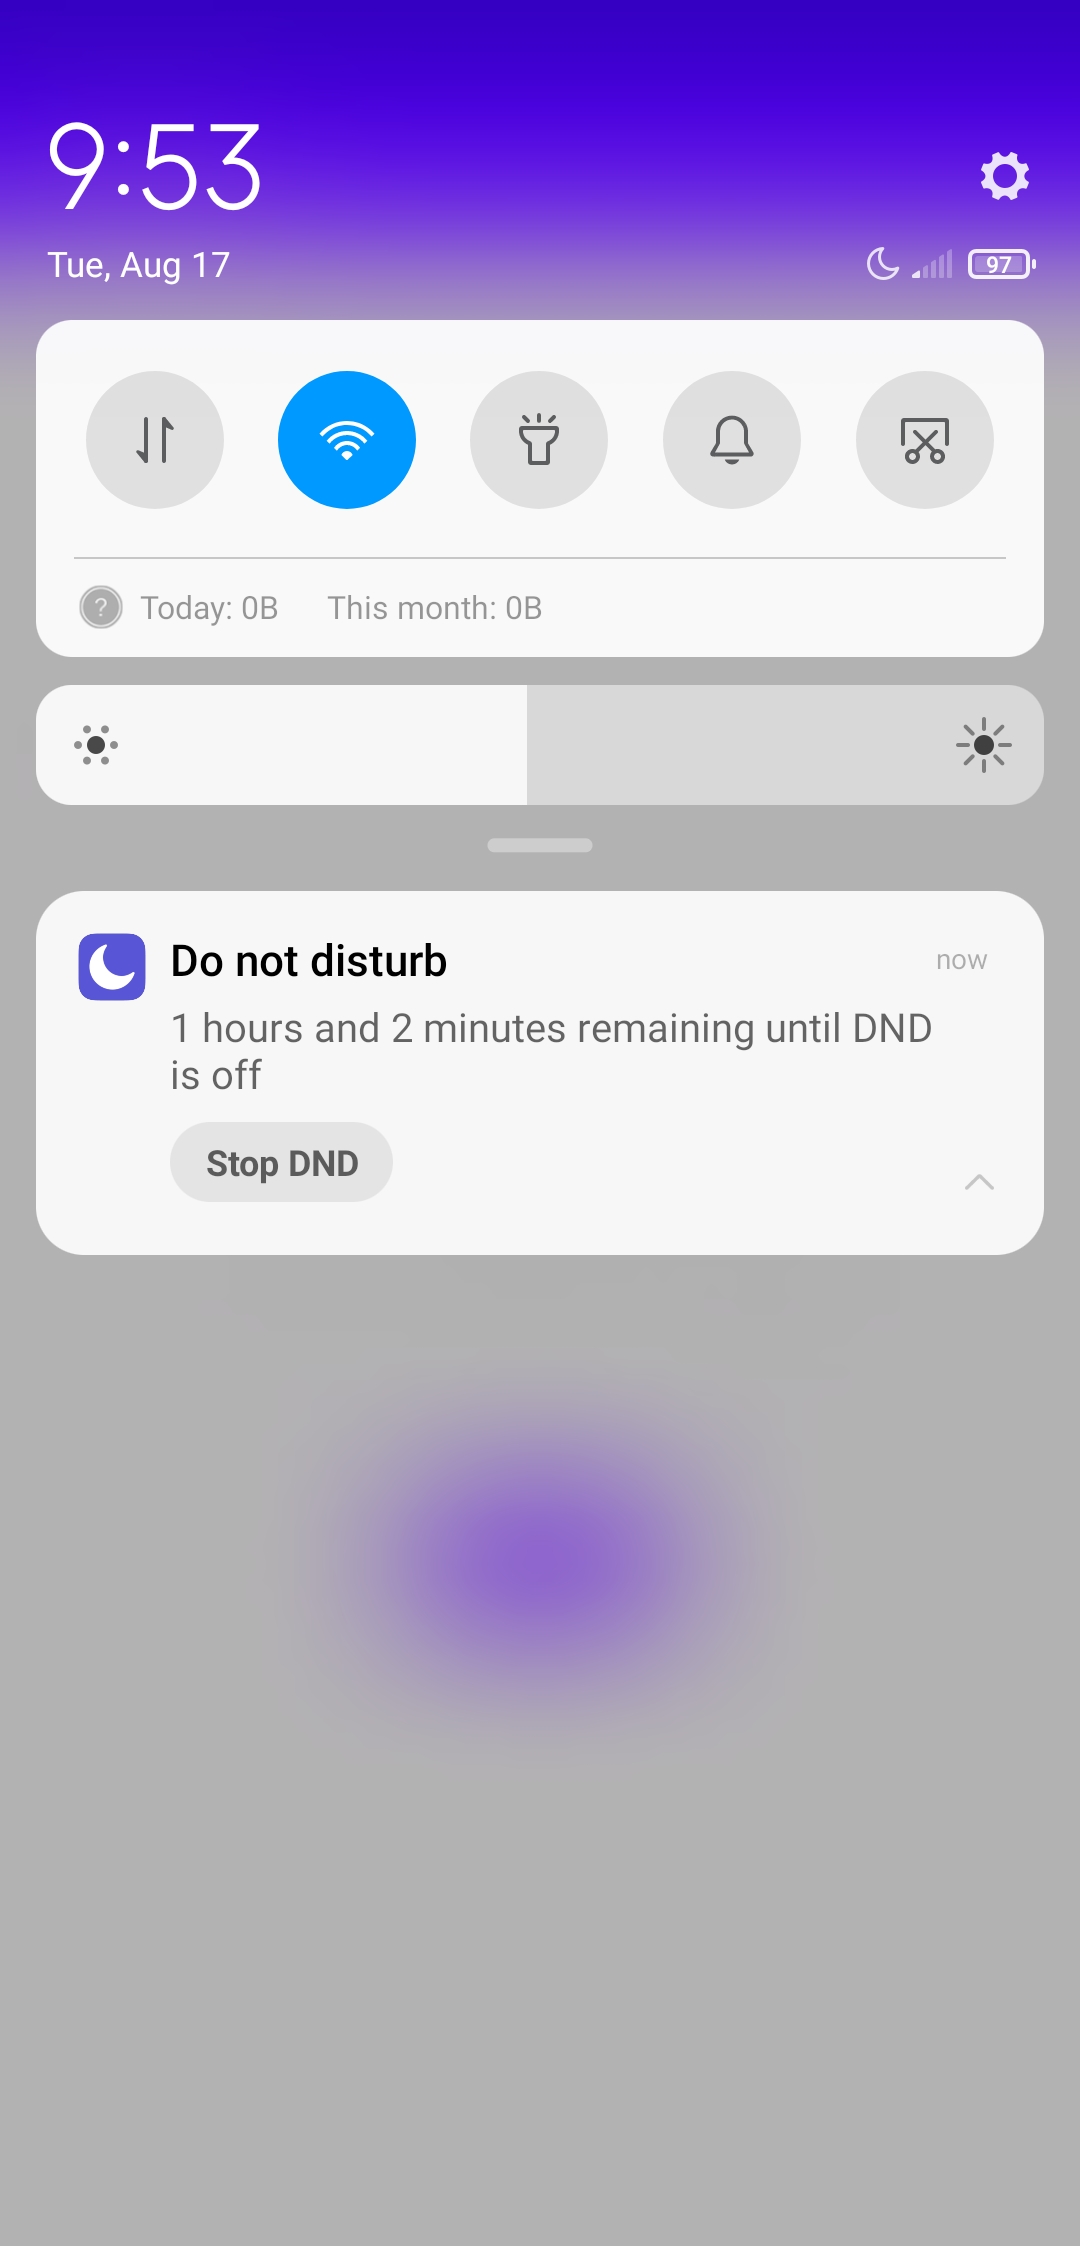 9:53
Tue, Aug 17
97
? Today: 0B This month: 0B
Do not disturb now
1 hours and 2 minutes remaining until DND
is off
Stop DND